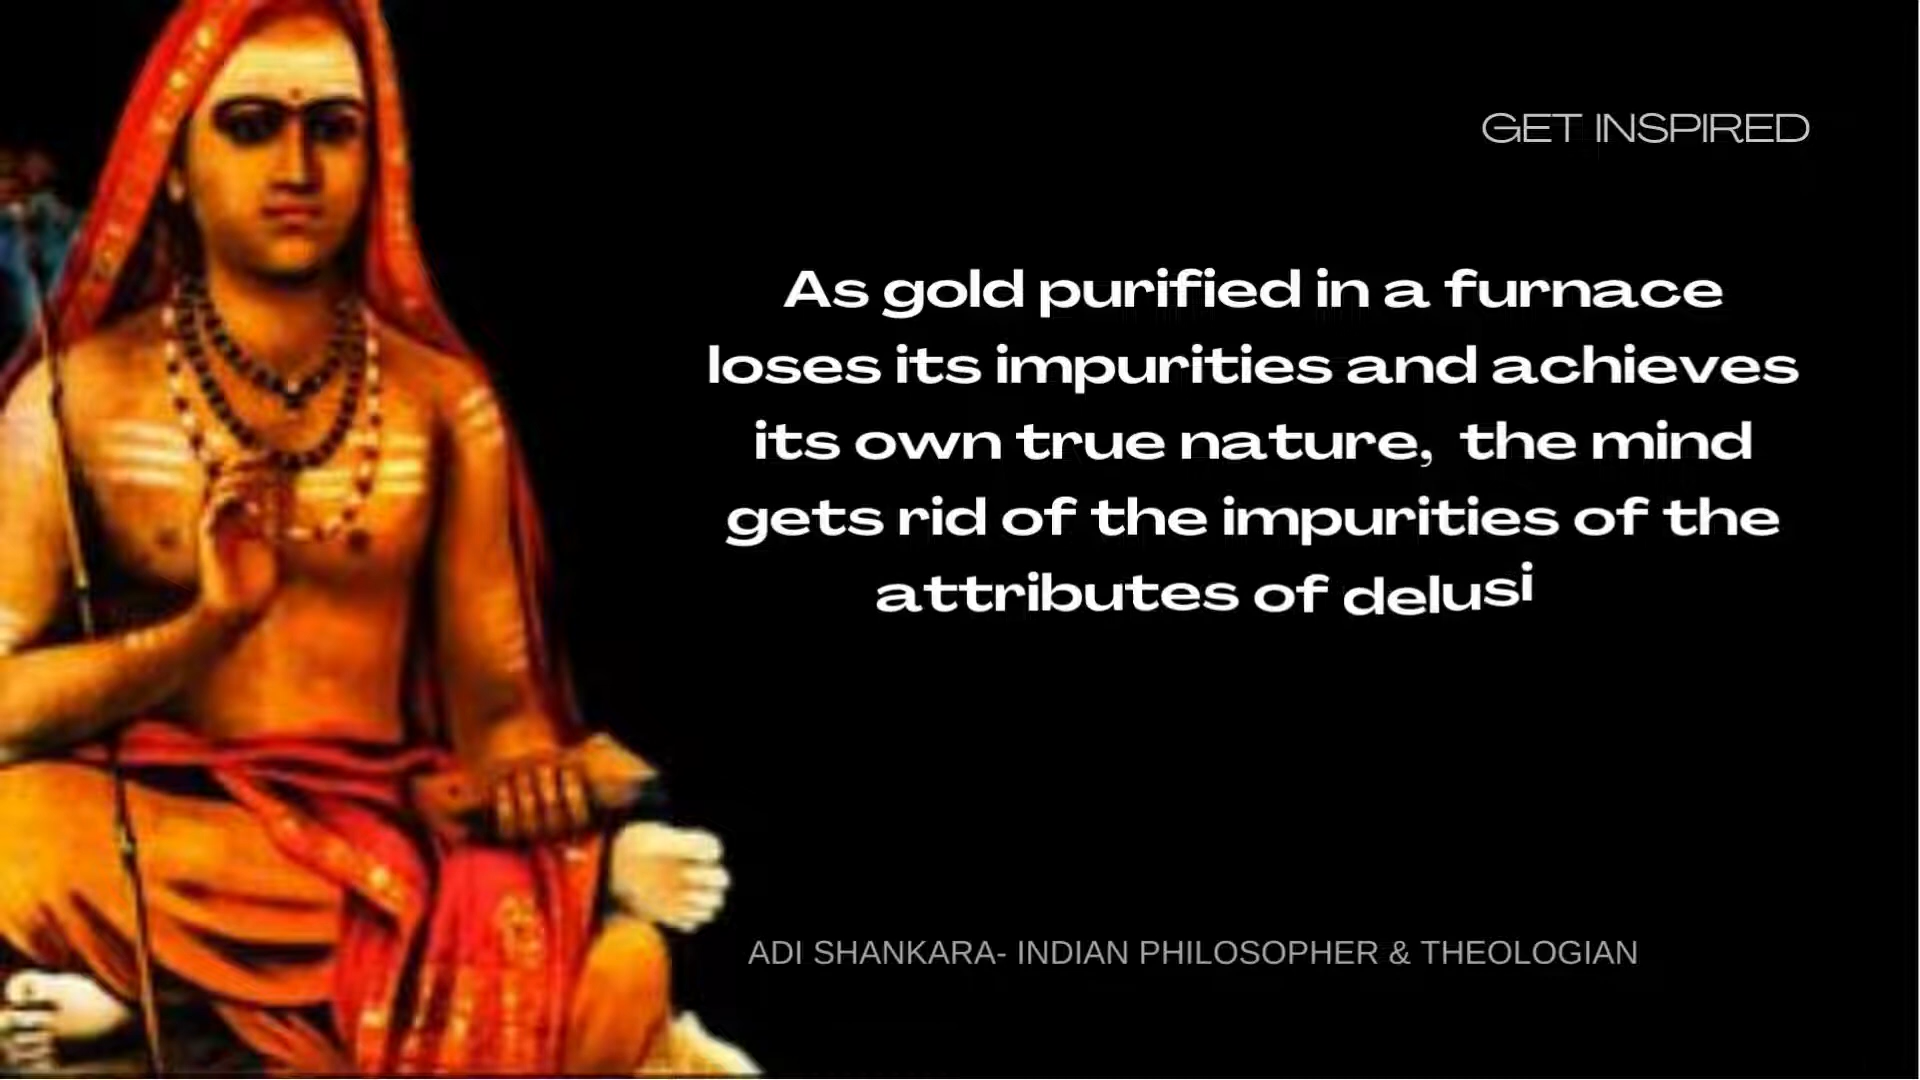 GET INSPIRED
As gold purified in a furnace
loses its impurities and achieves
its own true nature,  the mind
gets rid of the impurities of the
attributes of delusi
ADI SHANKARA- INDIAN PHILOSOPHER & THEOLOGIAN